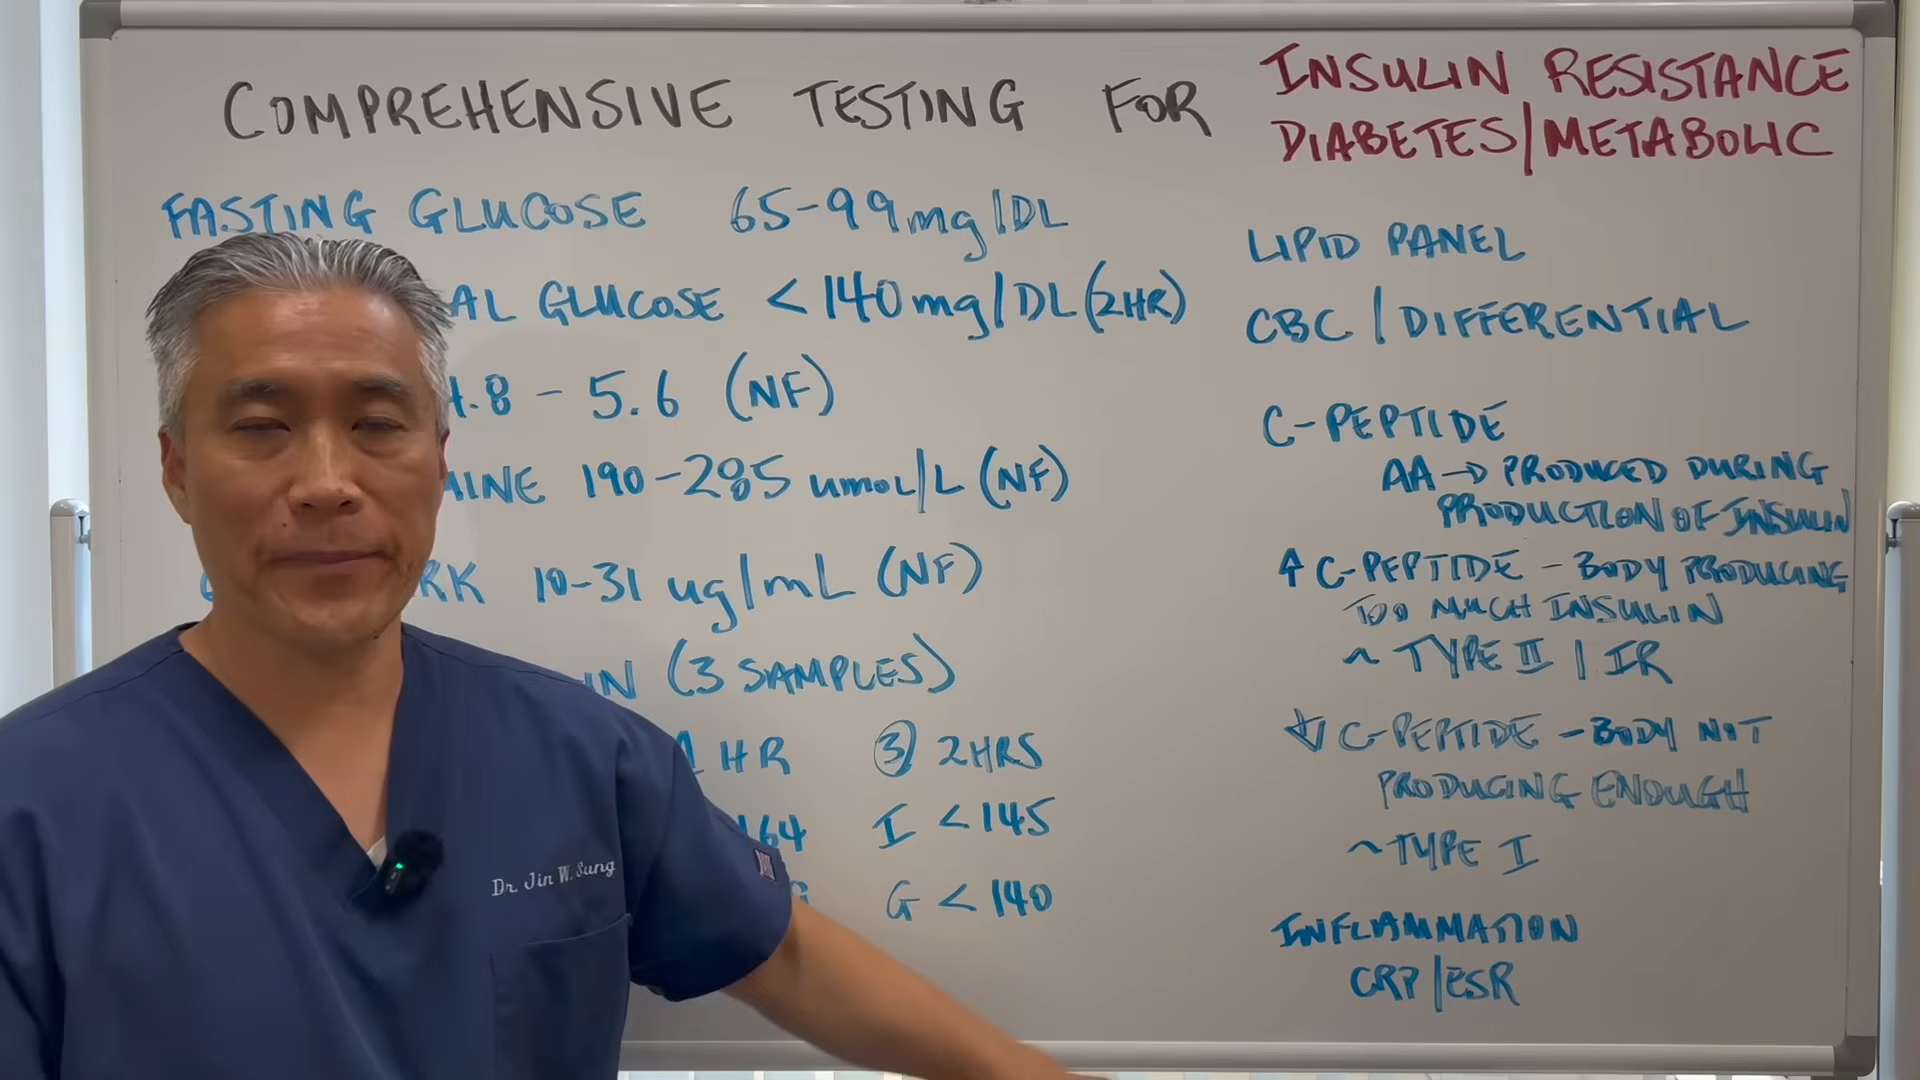 COMPREHENSIVE TESTING FOR
INSULIN RESISTANCE
DIABETES/METABOLIC
FASTING GLUCOSE 65-99mg/DL
AL GLUCOSE <140mg/DL (2HR)
4.8 - 5.6 (NF)
MINE 190-285 umoL/L (NF)
RK 10-31 ug/mL (NF)
IN (3 SAMPLES)
1 HR ③ 2HRS
164 I <145
G G <140
LIPID PANEL
CBC / DIFFERENTIAL
C-PEPTIDE
AA → PRODUCED DURING
PRODUCTION OF INSULIN
↑ C-PEPTIDE - BODY PRODUCING
TOO MUCH INSULIN
~ TYPE II / IR
↓ C-PEPTIDE - BODY NOT
PRODUCING ENOUGH
~ TYPE I
INFLAMMATION
CRP/ESR
Dr. Jin W. Sung